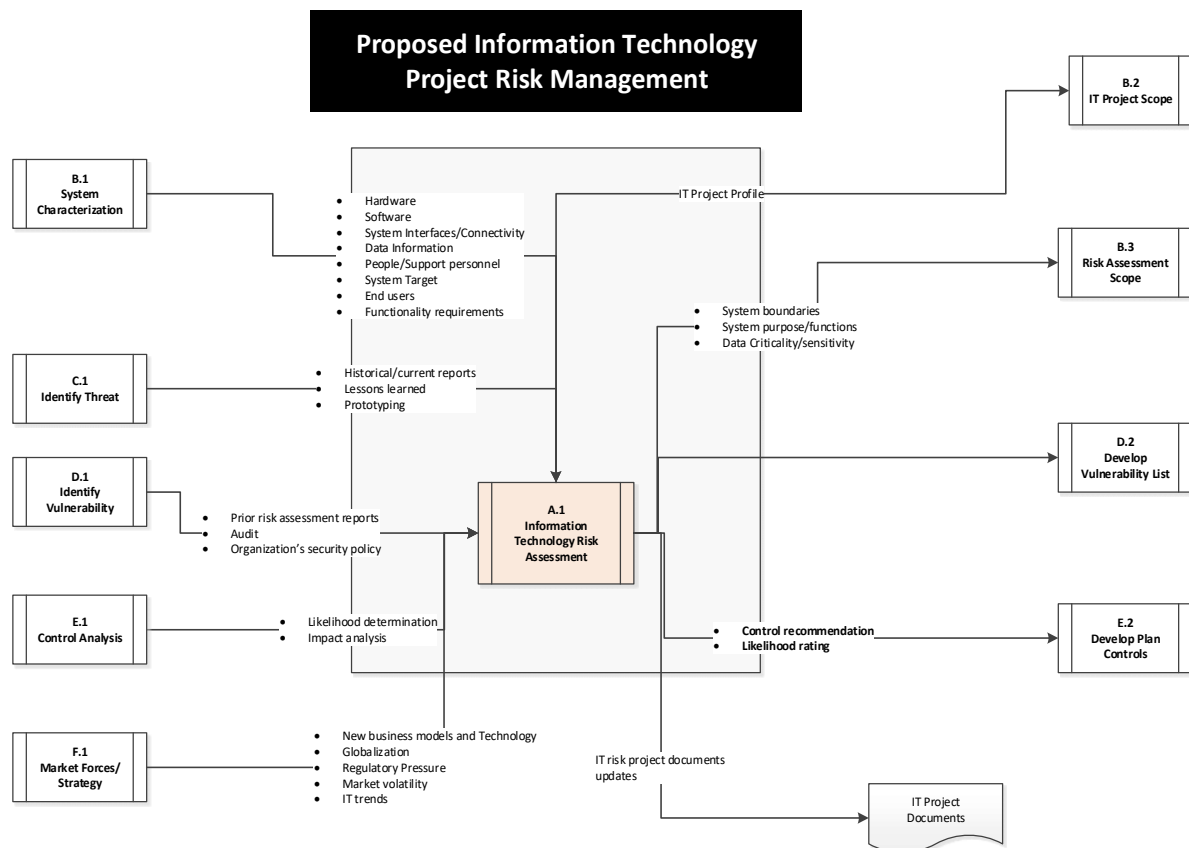 Proposed Information Technology
Project Risk Management
B.2
IT Project Scope
B.1
System
Characterization
• Hardware
• Software
• System Interfaces/Connectivity
• Data Information
• People/Support personnel
• System Target
• End users
• Functionality requirements
IT Project Profile
B.3
Risk Assessment
Scope
• System boundaries
• System purpose/functions
• Data Criticality/sensitivity
C.1
Identify Threat
• Historical/current reports
• Lessons learned
• Prototyping
D.1
Identify
Vulnerability
• Prior risk assessment reports
• Audit
• Organization's security policy
A.1
Information
Technology Risk
Assessment
D.2
Develop
Vulnerability List
E.1
Control Analysis
• Likelihood determination
• Impact analysis
• Control recommendation
• Likelihood rating
E.2
Develop Plan
Controls
F.1
Market Forces/
Strategy
• New business models and Technology
• Globalization
• Regulatory Pressure
• Market volatility
• IT trends
IT risk project documents
updates
IT Project
Documents